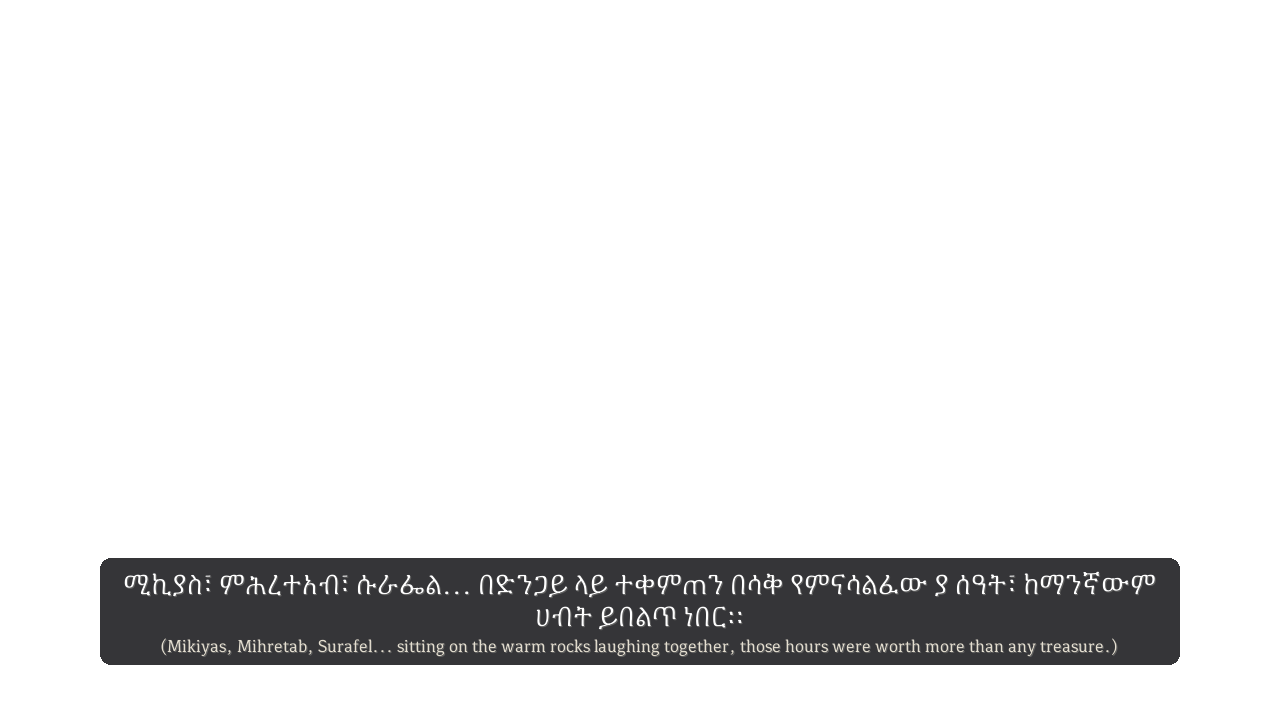 ሚኪያስ፣ ምሕረተአብ፣ ሱራፌል... በድንጋይ ላይ ተቀምጠን በሳቅ የምናሳልፈው ያ ሰዓት፣ ከማንኛውም
ሀብት ይበልጥ ነበር፡፡
(Mikiyas, Mihretab, Surafel... sitting on the warm rocks laughing together, those hours were worth more than any treasure.)